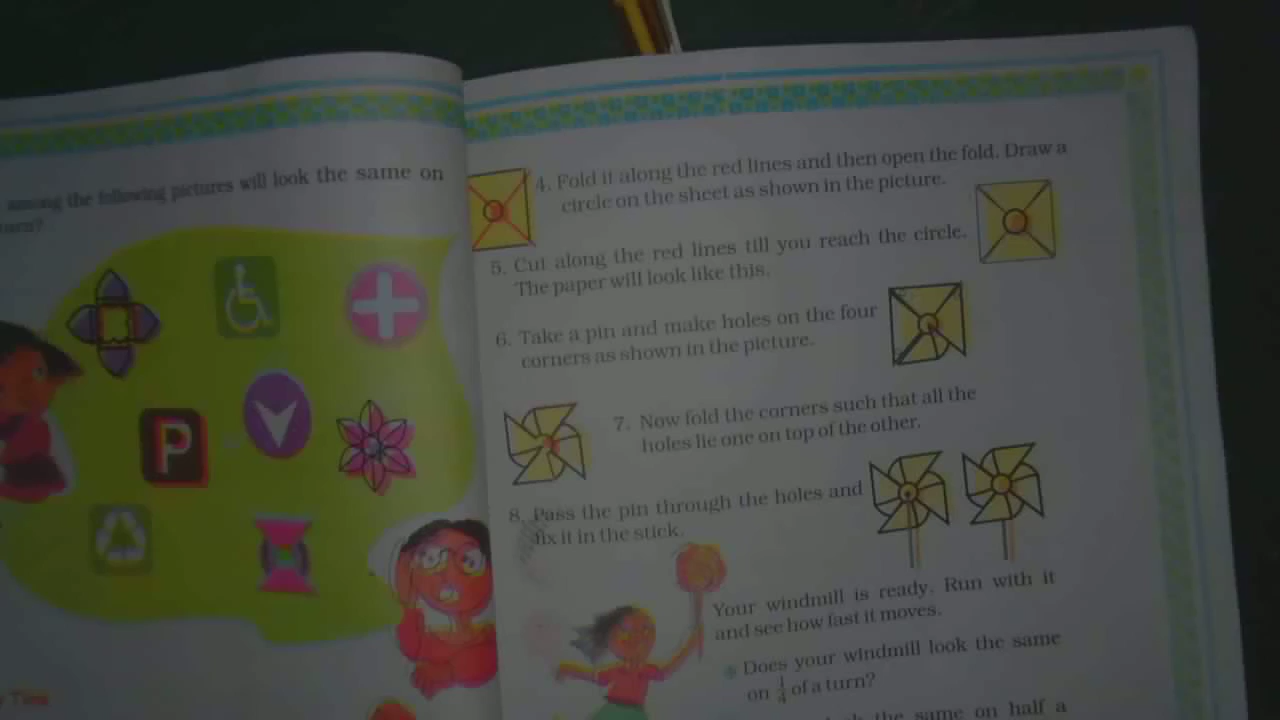 among the following pictures will look the same on
turn?
P
Time
4. Fold it along the red lines and then open the fold. Draw a
circle on the sheet as shown in the picture.
5. Cut along the red lines till you reach the circle.
The paper will look like this.
6. Take a pin and make holes on the four
corners as shown in the picture.
7. Now fold the corners such that all the
holes lie one on top of the other.
8. Pass the pin through the holes and
fix it in the stick.
Your windmill is ready. Run with it
and see how fast it moves.
Does your windmill look the same
on 1/4 of a turn?
the same on half a